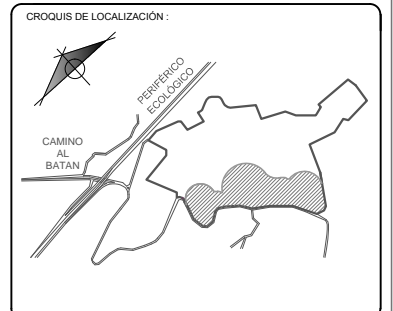 CROQUIS DE LOCALIZACIÓN :
PERIFÉRICO
ECOLÓGICO
CAMINO
AL
BATAN